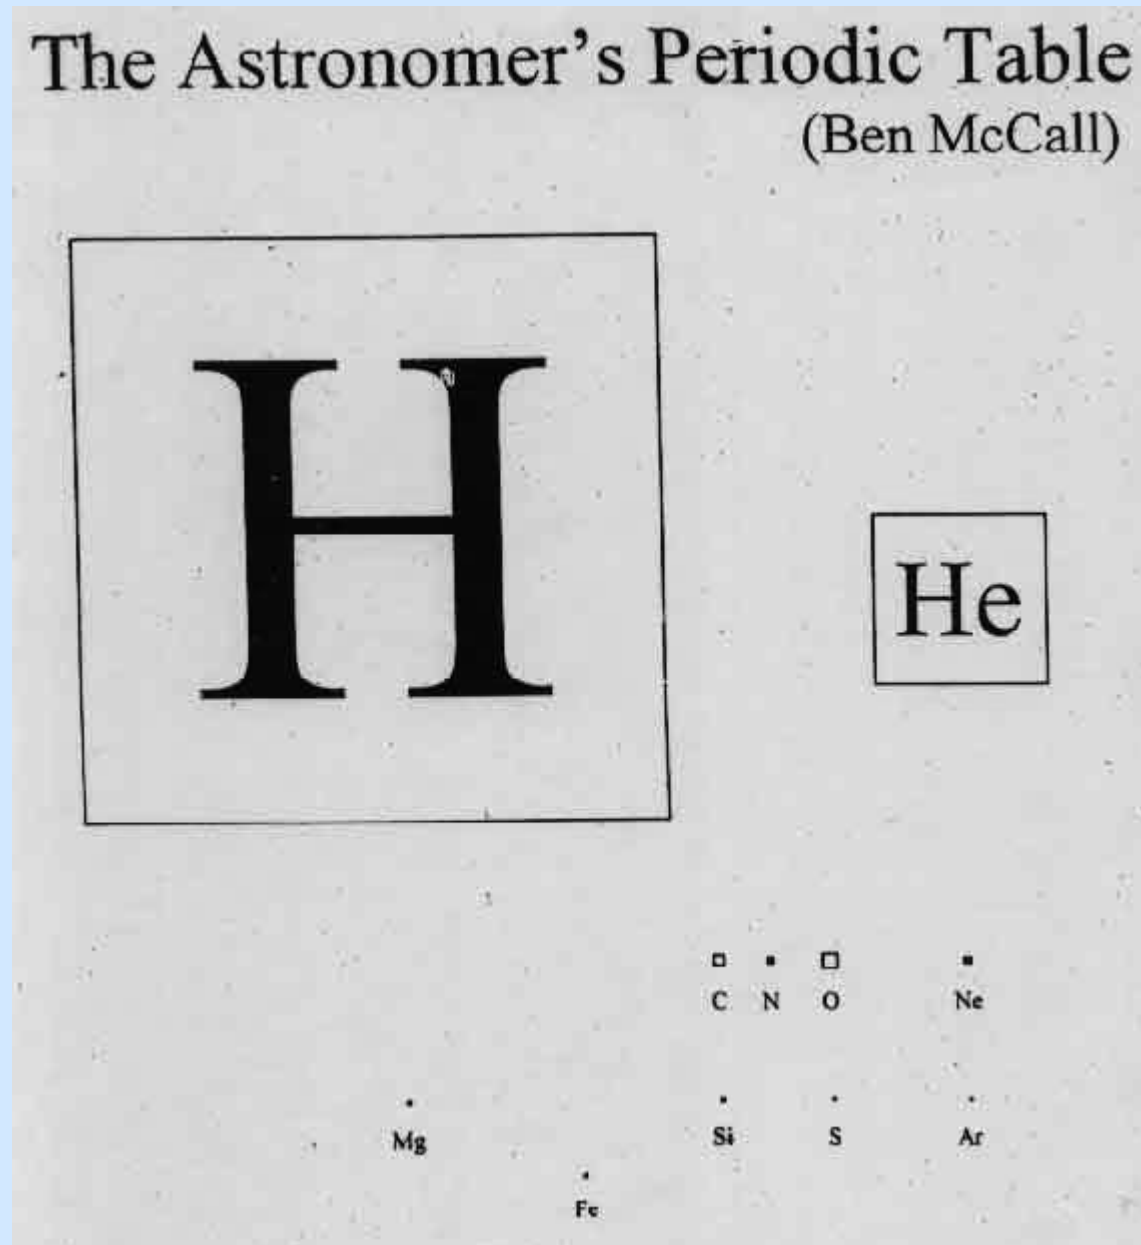 The Astronomer's Periodic Table
(Ben McCall)
H
He
C N O Ne
Mg Si S Ar
Fe